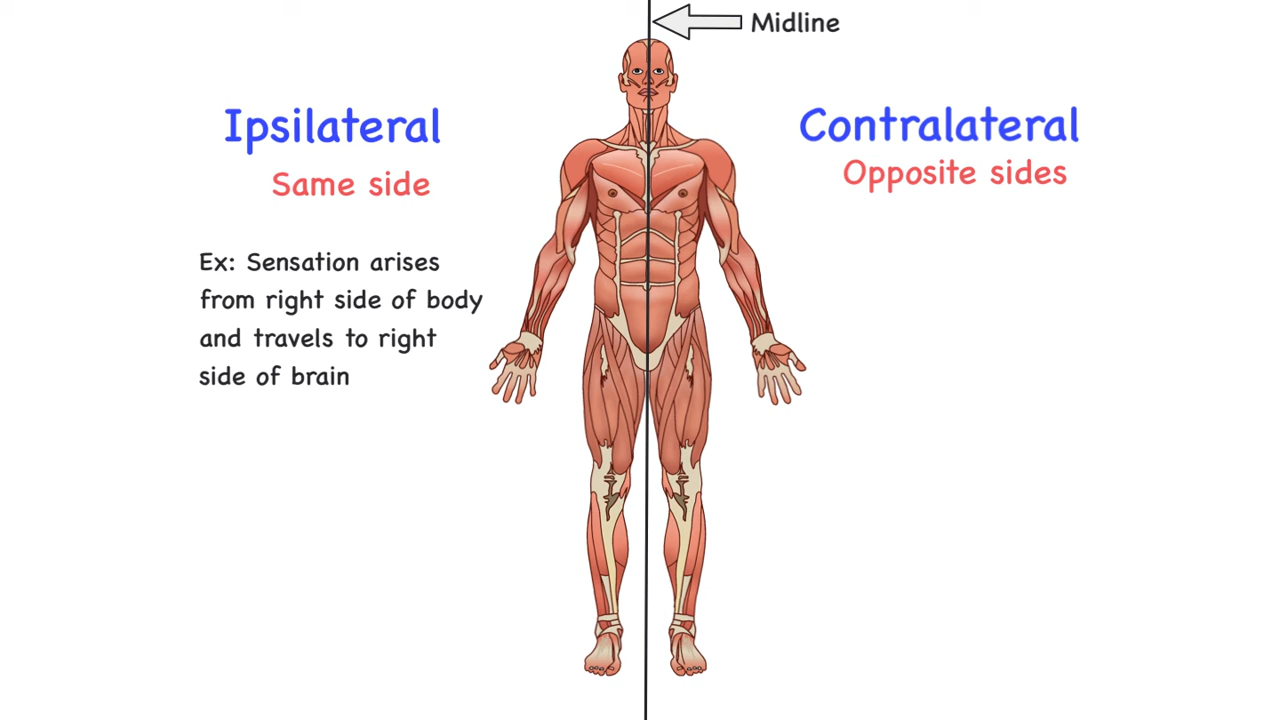 Midline
Ipsilateral
Same side
Ex: Sensation arises
from right side of body
and travels to right
side of brain
Contralateral
Opposite sides